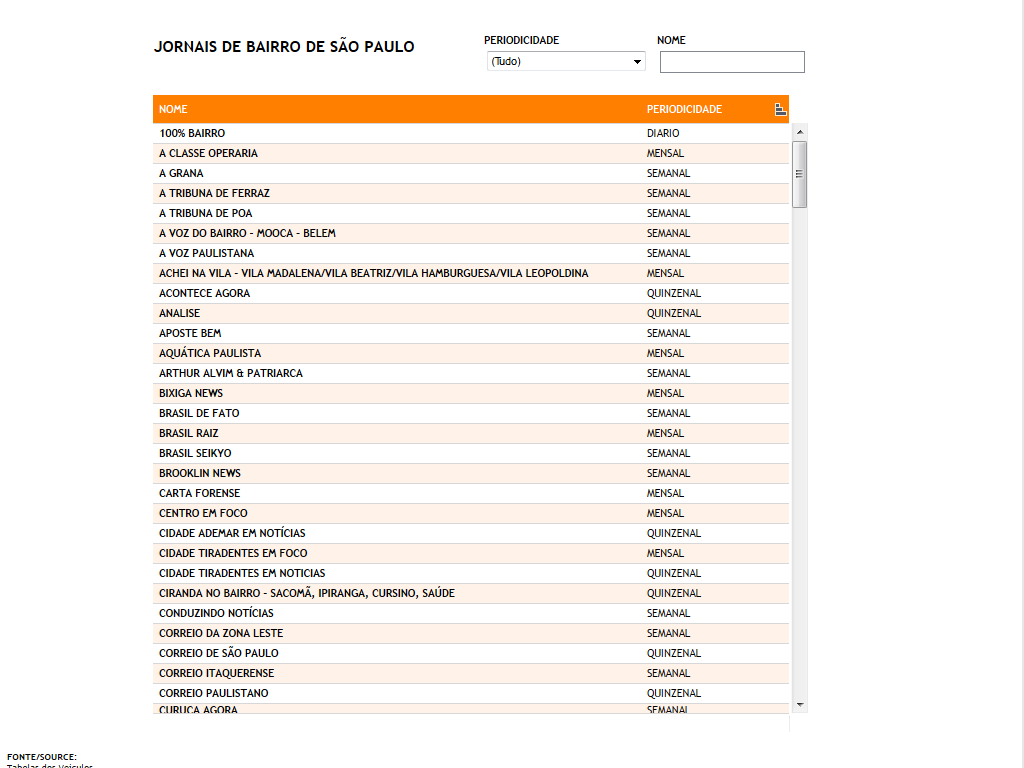 JORNAIS DE BAIRRO DE SÃO PAULO
PERIODICIDADE NOME
(Tudo)
NOME PERIODICIDADE
100% BAIRRO DIARIO
A CLASSE OPERARIA MENSAL
A GRANA SEMANAL
A TRIBUNA DE FERRAZ SEMANAL
A TRIBUNA DE POA SEMANAL
A VOZ DO BAIRRO - MOOCA - BELEM SEMANAL
A VOZ PAULISTANA SEMANAL
ACHEI NA VILA - VILA MADALENA/VILA BEATRIZ/VILA HAMBURGUESA/VILA LEOPOLDINA MENSAL
ACONTECE AGORA QUINZENAL
ANALISE QUINZENAL
APOSTE BEM SEMANAL
AQUÁTICA PAULISTA MENSAL
ARTHUR ALVIM & PATRIARCA SEMANAL
BIXIGA NEWS MENSAL
BRASIL DE FATO SEMANAL
BRASIL RAIZ MENSAL
BRASIL SEIKYO SEMANAL
BROOKLIN NEWS SEMANAL
CARTA FORENSE MENSAL
CENTRO EM FOCO MENSAL
CIDADE ADEMAR EM NOTÍCIAS QUINZENAL
CIDADE TIRADENTES EM FOCO MENSAL
CIDADE TIRADENTES EM NOTICIAS QUINZENAL
CIRANDA NO BAIRRO - SACOMÃ, IPIRANGA, CURSINO, SAÚDE QUINZENAL
CONDUZINDO NOTÍCIAS SEMANAL
CORREIO DA ZONA LESTE SEMANAL
CORREIO DE SÃO PAULO QUINZENAL
CORREIO ITAQUERENSE SEMANAL
CORREIO PAULISTANO QUINZENAL
CURUCA AGORA SEMANAL
FONTE/SOURCE:
Tabelas dos Veiculos